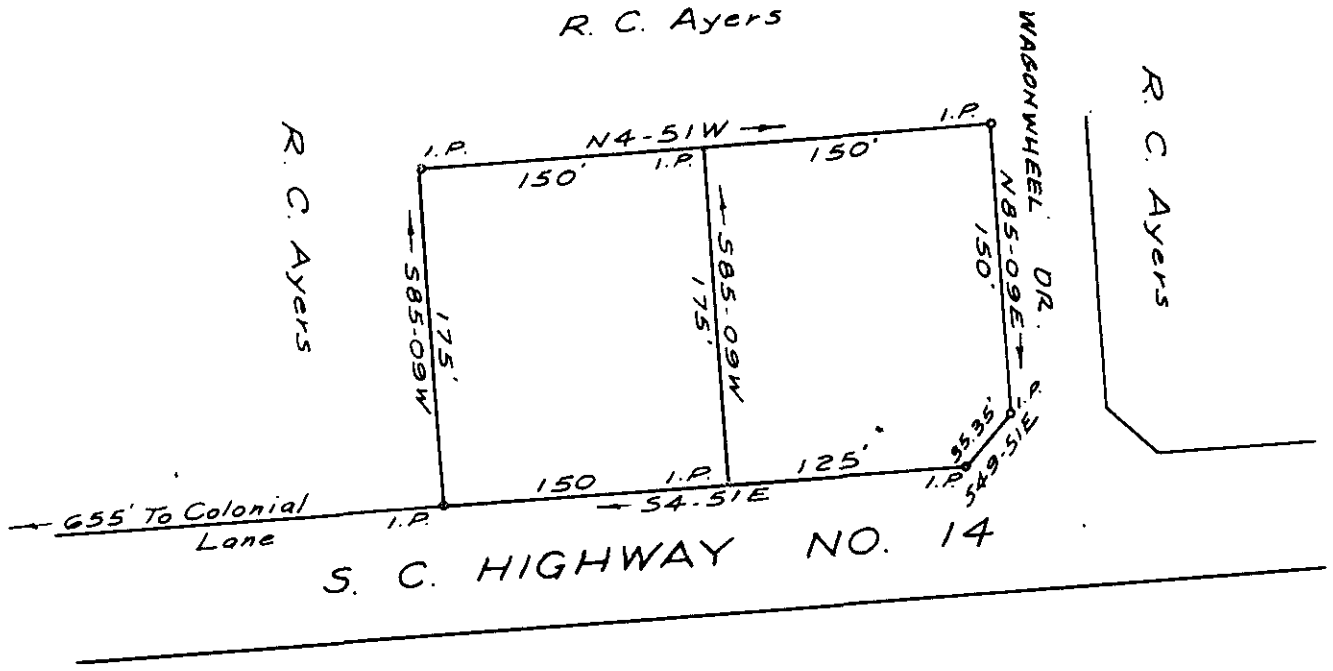 R. C. Ayers
WAGONWHEEL DR.
R. C. Ayers
R. C. Ayers
I.P.
N4-51W
I.P.
I.P.
150'
150'
S85-09W
175'
S85-09W
175'
N85-09E
150'
I.P.
35.35'
S49-51E
150
I.P.
125'
I.P.
S4-51E
655' To Colonial
Lane
I.P.
S. C. HIGHWAY NO. 14